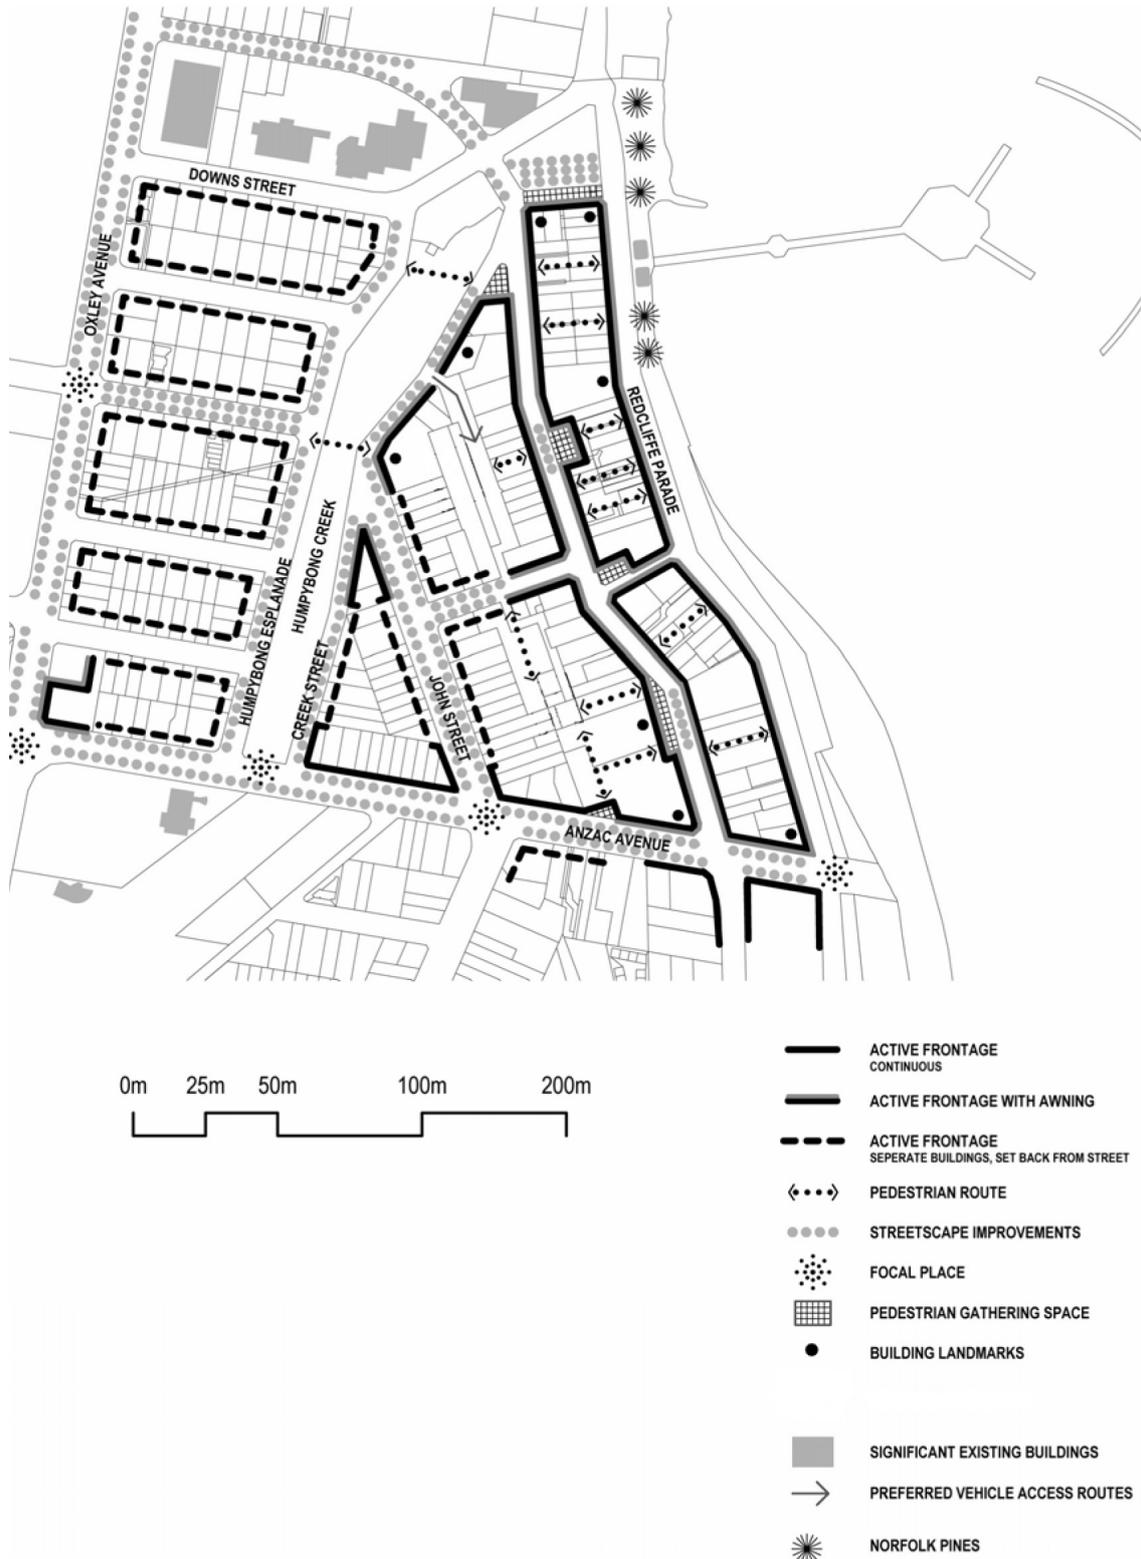 DOWNS STREET
OXLEY AVENUE
REDCLIFFE PARADE
HUMPYBONG CREEK
HUMPYBONG ESPLANADE
CREEK STREET
JOHN STREET
ANZAC AVENUE
0m 25m 50m 100m 200m
ACTIVE FRONTAGE
CONTINUOUS
ACTIVE FRONTAGE WITH AWNING
ACTIVE FRONTAGE
SEPERATE BUILDINGS, SET BACK FROM STREET
PEDESTRIAN ROUTE
STREETSCAPE IMPROVEMENTS
FOCAL PLACE
PEDESTRIAN GATHERING SPACE
BUILDING LANDMARKS
SIGNIFICANT EXISTING BUILDINGS
PREFERRED VEHICLE ACCESS ROUTES
NORFOLK PINES